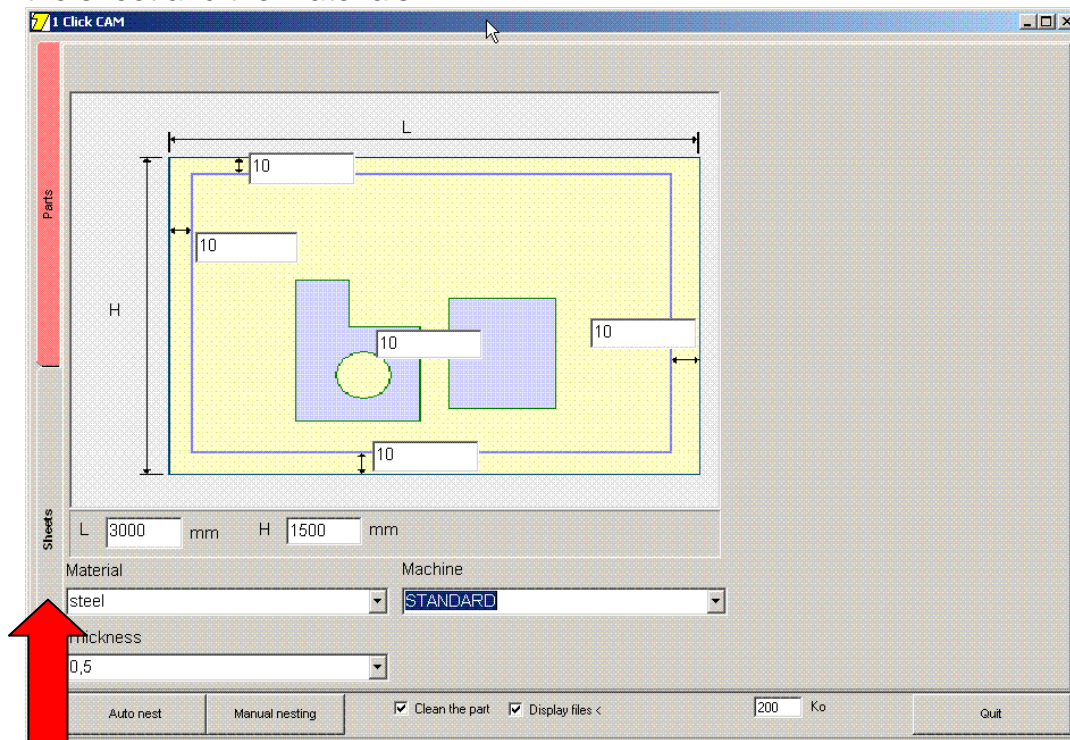 1 Click CAM
L
10
Parts
10
H
10
10
10
Sheets
L 3000 mm H 1500 mm
Material Machine
steel STANDARD
hickness
0,5
Auto nest Manual nesting Clean the part Display files < 200 Ko Quit